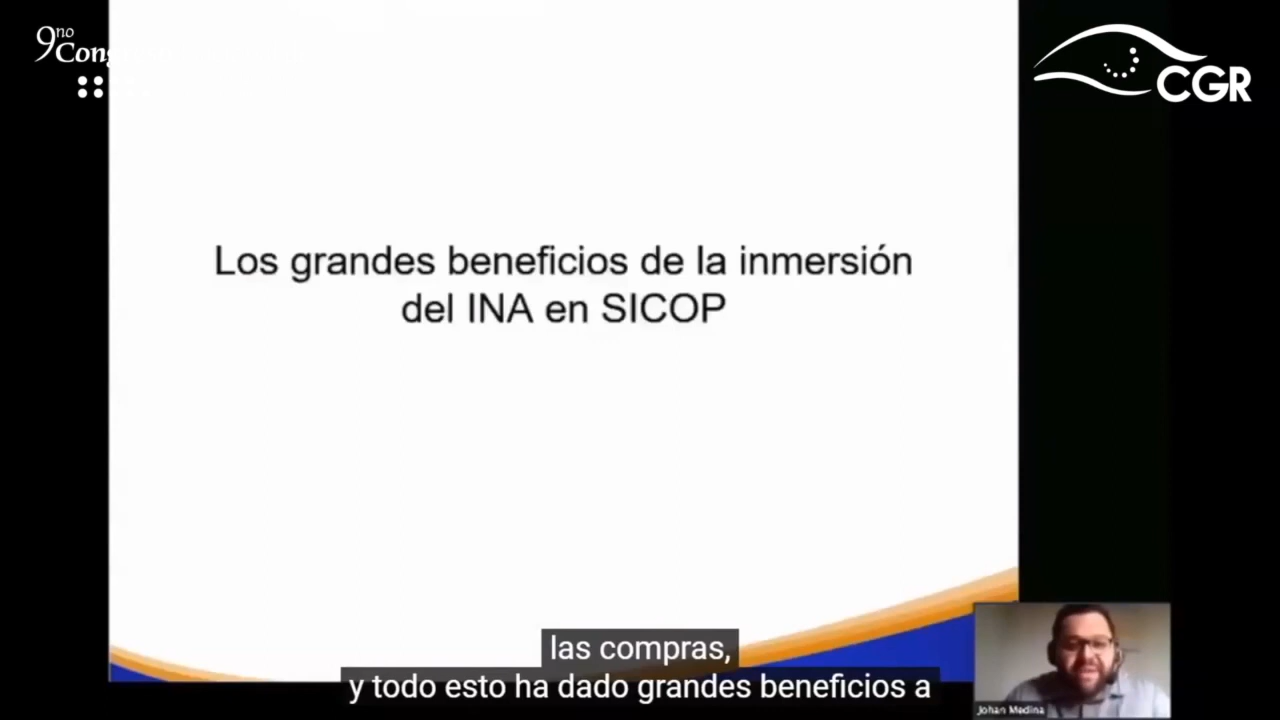 9no
Cong
CGR
Los grandes beneficios de la inmersión
del INA en SICOP
las compras,
y todo esto ha dado grandes beneficios a
Johan Medina